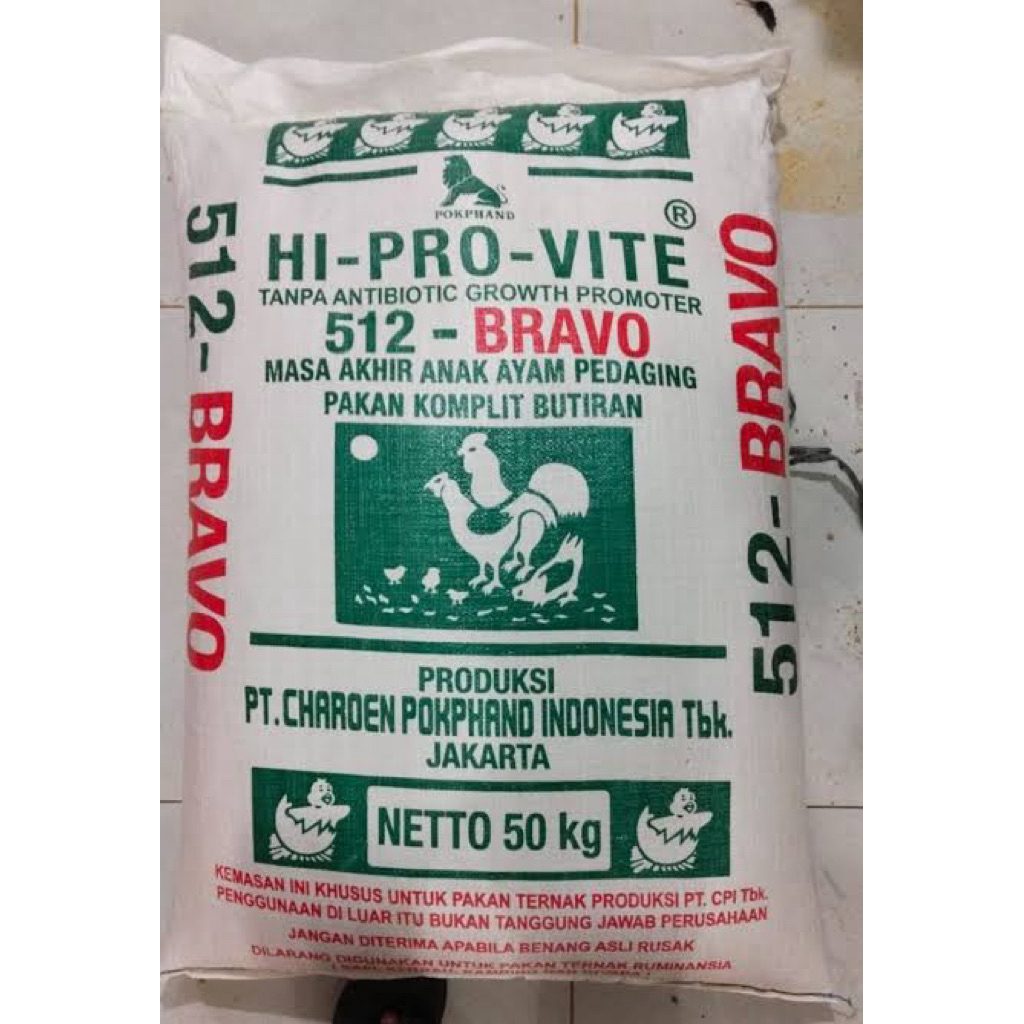 POKPHAND
HI-PRO-VITE ®
TANPA ANTIBIOTIC GROWTH PROMOTER
512 - BRAVO
MASA AKHIR ANAK AYAM PEDAGING
PAKAN KOMPLIT BUTIRAN
512- BRAVO
512- BRAVO
PRODUKSI
PT. CHAROEN POKPHAND INDONESIA Tbk.
JAKARTA
NETTO 50 kg
KEMASAN INI KHUSUS UNTUK PAKAN TERNAK PRODUKSI PT. CPI Tbk.
PENGGUNAAN DI LUAR ITU BUKAN TANGGUNG JAWAB PERUSAHAAN
JANGAN DITERIMA APABILA BENANG ASLI RUSAK
DILARANG DIGUNAKAN UNTUK PAKAN TERNAK RUMINANSIA